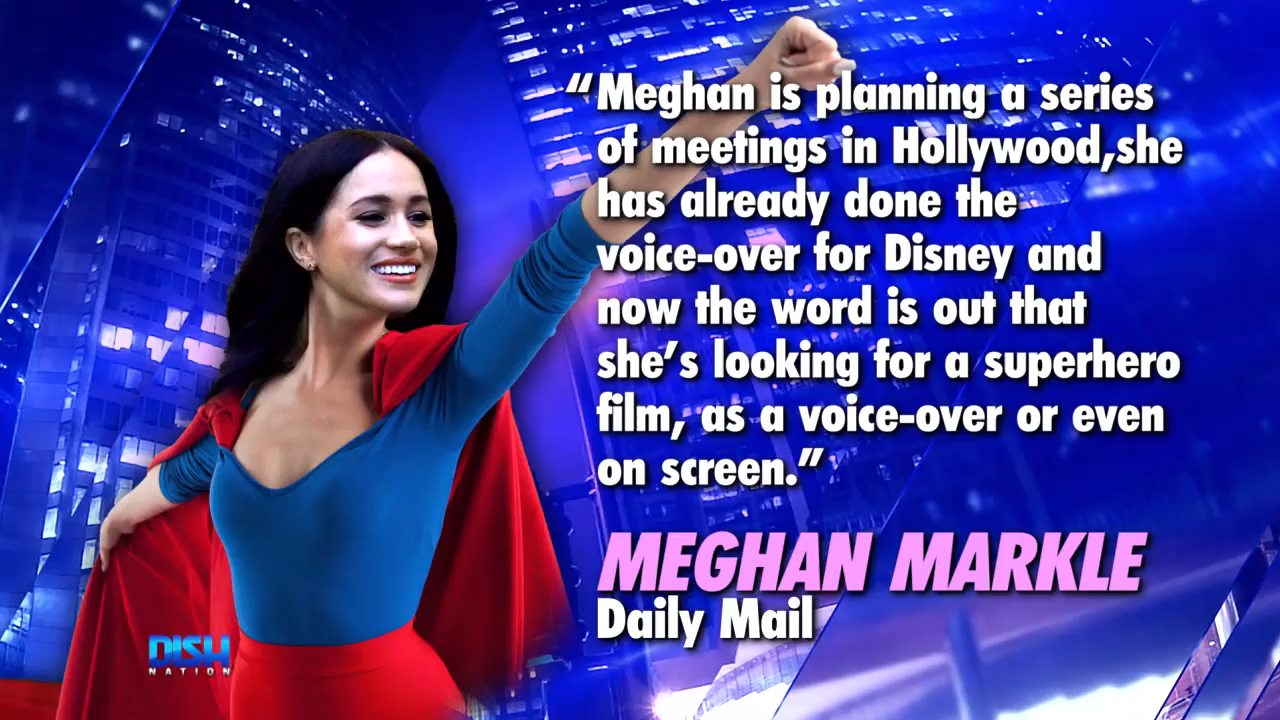 “Meghan is planning a series
of meetings in Hollywood,she
has already done the
voice-over for Disney and
now the word is out that
she’s looking for a superhero
film, as a voice-over or even
on screen.”
MEGHAN MARKLE
Daily Mail
DISH
NATION